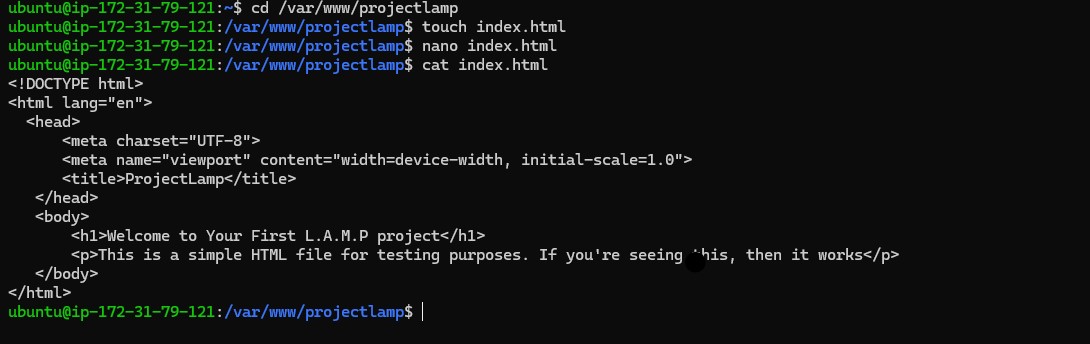 ubuntu@ip-172-31-79-121:~$ cd /var/www/projectlamp
ubuntu@ip-172-31-79-121:/var/www/projectlamp$ touch index.html
ubuntu@ip-172-31-79-121:/var/www/projectlamp$ nano index.html
ubuntu@ip-172-31-79-121:/var/www/projectlamp$ cat index.html
<!DOCTYPE html>
<html lang="en">
  <head>
      <meta charset="UTF-8">
      <meta name="viewport" content="width=device-width, initial-scale=1.0">
      <title>ProjectLamp</title>
   </head>
   <body>
       <h1>Welcome to Your First L.A.M.P project</h1>
       <p>This is a simple HTML file for testing purposes. If you're seeing this, then it works</p>
   </body>
</html>
ubuntu@ip-172-31-79-121:/var/www/projectlamp$